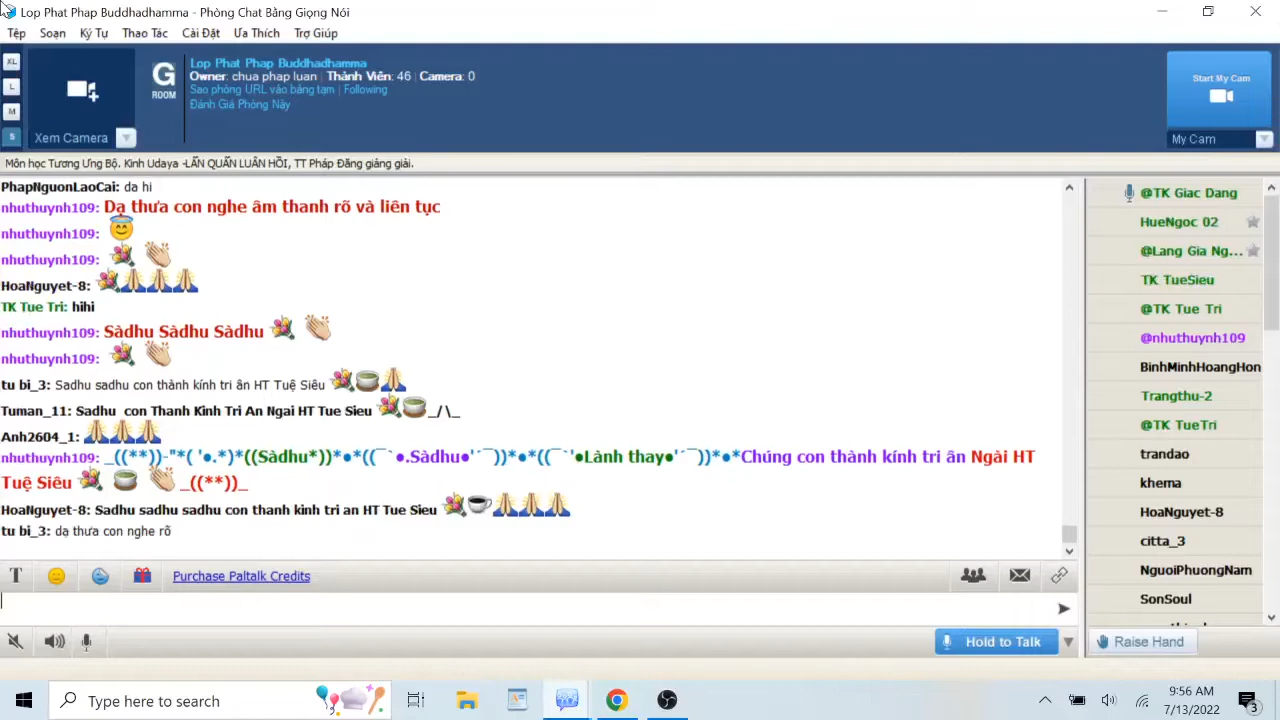 Lop Phat Phap Buddhadhamma - Phòng Chat Bằng Giọng Nói
Tệp Soạn Ký Tự Thao Tác Cài Đặt Ưa Thích Trợ Giúp
XL
L
M
S
Xem Camera
G
ROOM
Lop Phat Phap Buddhadhamma
Owner: chua phap luan | Thành Viên: 46 | Camera: 0
Sao phòng URL vào bảng tạm | Following
Đánh Giá Phòng Này
Start My Cam
My Cam
Môn học Tương Ưng Bộ. Kinh Udaya -LẨN QUẨN LUÂN HỒI, TT Pháp Đăng giảng giải.
PhapNguonLaoCai: da hi
nhuthuynh109: Dạ thưa con nghe âm thanh rõ và liên tục
nhuthuynh109:
nhuthuynh109:
HoaNguyet-8:
TK Tue Tri: hihi
nhuthuynh109: Sàdhu Sàdhu Sàdhu
nhuthuynh109:
tu bi_3: Sadhu sadhu con thành kính tri ân HT Tuệ Siêu
Tuman_11: Sadhu con Thanh Kinh Tri An Ngai HT Tue Sieu _/\_
Anh2604_1:
nhuthuynh109: _((**))-"*( '●.*)*((Sàdhu*))*●*((¯`●.Sàdhu●'´¯))*●*((¯`'●Lành thay●'´¯))*●*Chúng con thành kính tri ân Ngài HT
Tuệ Siêu _((**))_
HoaNguyet-8: Sadhu sadhu sadhu con thanh kinh tri an HT Tue Sieu
tu bi_3: dạ thưa con nghe rõ
@TK Giac Dang
HueNgoc 02
@Lang Gia Ng...
TK TueSieu
@TK Tue Tri
@nhuthuynh109
BinhMinhHoangHon
Trangthu-2
@TK TueTri
trandao
khema
HoaNguyet-8
citta_3
NguoiPhuongNam
SonSoul
T Purchase Paltalk Credits
Hold to Talk
Raise Hand
Type here to search
9:56 AM
7/13/2022
3